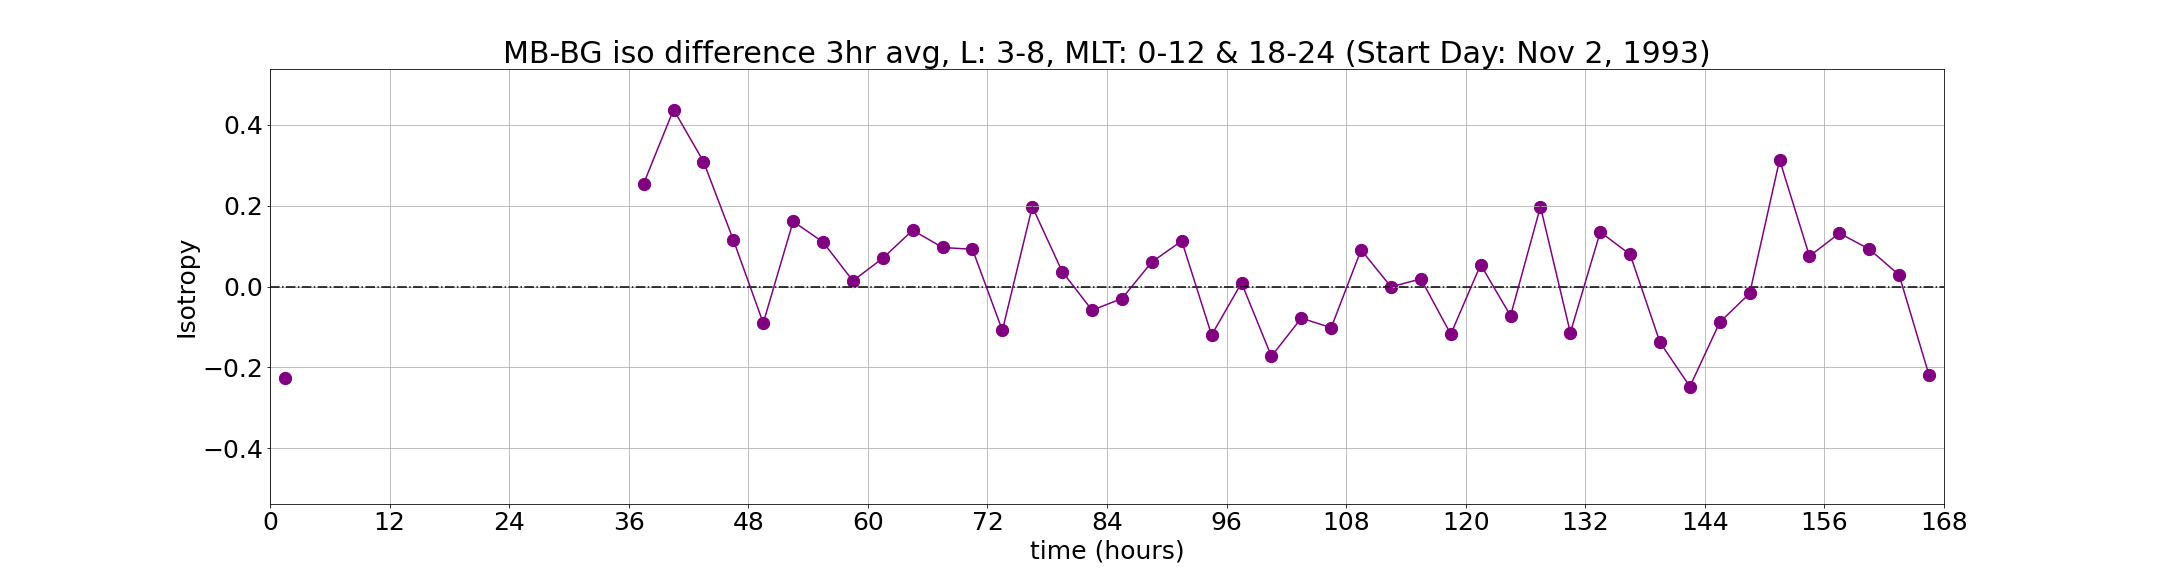 MB-BG iso difference 3hr avg, L: 3-8, MLT: 0-12 & 18-24 (Start Day: Nov 2, 1993)
0.4
0.2
0.0
−0.2
−0.4
Isotropy
0 12 24 36 48 60 72 84 96 108 120 132 144 156 168
time (hours)